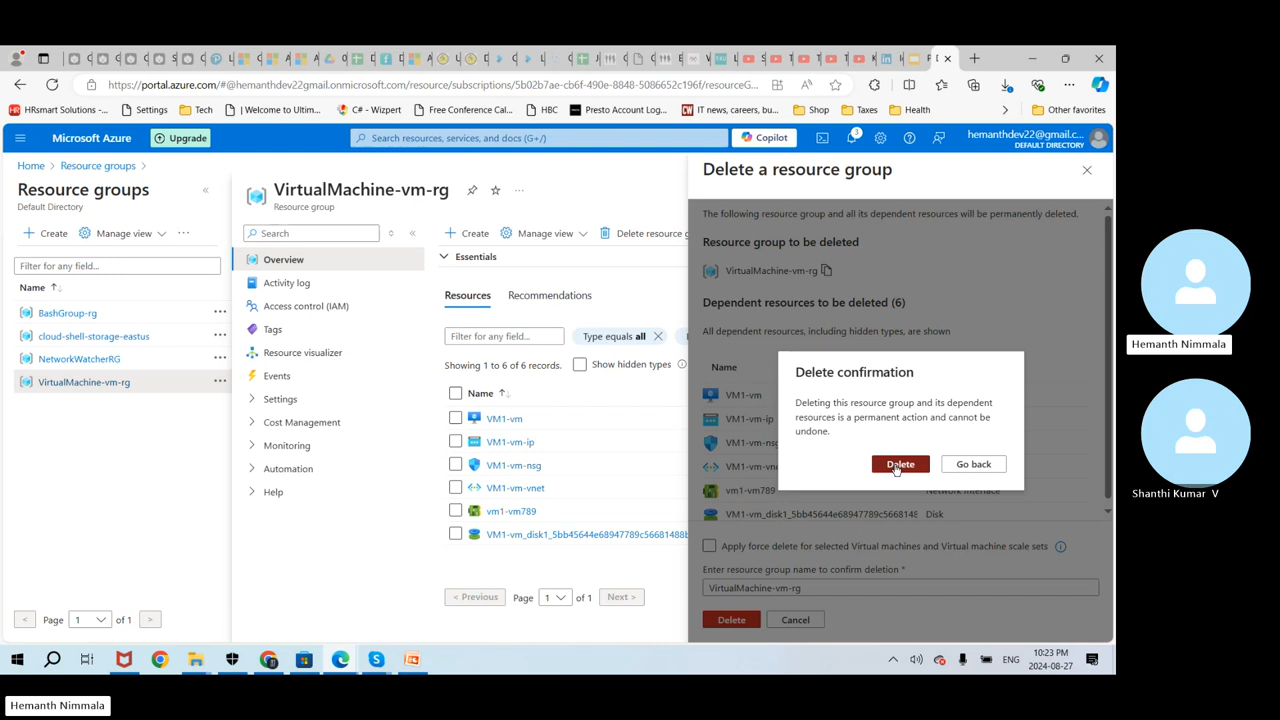 https://portal.azure.com/#@hemanthdev22gmail.onmicrosoft.com/resource/subscriptions/5b02b7ae-cb6f-490e-8848-5086652c196f/resourceG...
HRsmart Solutions -... Settings Tech | Welcome to Ultim... C# - Wizpert Free Conference Cal... HBC Presto Account Log... IT news, careers, bu... Shop Taxes Health Other favorites
Microsoft Azure Upgrade Search resources, services, and docs (G+/) Copilot 3 hemanthdev22@gmail.c...
DEFAULT DIRECTORY
Home > Resource groups >
Resource groups
Default Directory
Create Manage view ...
Filter for any field...
Name ↑
BashGroup-rg ...
cloud-shell-storage-eastus ...
NetworkWatcherRG ...
VirtualMachine-vm-rg ...
< Page 1 of 1 >
VirtualMachine-vm-rg ...
Resource group
Search
Overview
Activity log
Access control (IAM)
Tags
Resource visualizer
Events
Settings
Cost Management
Monitoring
Automation
Help
Create Manage view Delete resource g
Essentials
Resources Recommendations
Filter for any field... Type equals all
Showing 1 to 6 of 6 records. Show hidden types
Name ↑
VM1-vm
VM1-vm-ip
VM1-vm-nsg
VM1-vm-vnet
vm1-vm789
VM1-vm_disk1_5bb45644e68947789c56681488b
< Previous Page 1 of 1 Next >
Delete a resource group
The following resource group and all its dependent resources will be permanently deleted.
Resource group to be deleted
VirtualMachine-vm-rg
Dependent resources to be deleted (6)
All dependent resources, including hidden types, are shown
Name
VM1-vm
VM1-vm-ip
VM1-vm-nsg
VM1-vm-vne
vm1-vm789 Network Interface
VM1-vm_disk1_5bb45644e68947789c5668148 Disk
Delete confirmation
Deleting this resource group and its dependent
resources is a permanent action and cannot be
undone.
Delete Go back
Apply force delete for selected Virtual machines and Virtual machine scale sets
Enter resource group name to confirm deletion *
VirtualMachine-vm-rg
Delete Cancel
ENG
10:23 PM
2024-08-27
Hemanth Nimmala
Shanthi Kumar V
Hemanth Nimmala